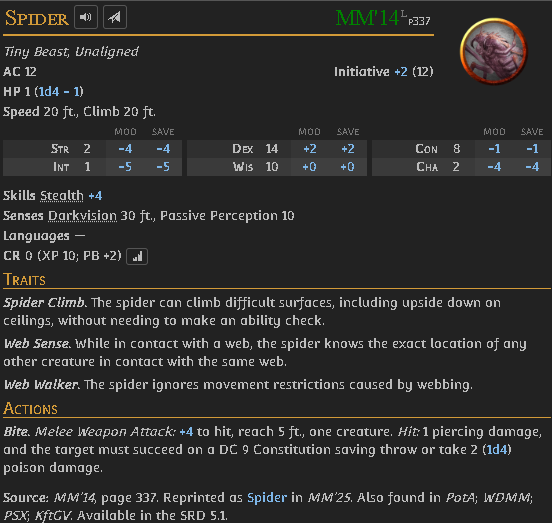 SPIDER MM'14 L P337
Tiny Beast, Unaligned
AC 12 Initiative +2 (12)
HP 1 (1d4 − 1)
Speed 20 ft., Climb 20 ft.
MOD SAVE MOD SAVE MOD SAVE
STR 2 −4 −4 DEX 14 +2 +2 CON 8 −1 −1
INT 1 −5 −5 WIS 10 +0 +0 CHA 2 −4 −4
Skills Stealth +4
Senses Darkvision 30 ft., Passive Perception 10
Languages —
CR 0 (XP 10; PB +2)
TRAITS
Spider Climb. The spider can climb difficult surfaces, including upside down on
ceilings, without needing to make an ability check.
Web Sense. While in contact with a web, the spider knows the exact location of any
other creature in contact with the same web.
Web Walker. The spider ignores movement restrictions caused by webbing.
ACTIONS
Bite. Melee Weapon Attack: +4 to hit, reach 5 ft., one creature. Hit: 1 piercing damage,
and the target must succeed on a DC 9 Constitution saving throw or take 2 (1d4)
poison damage.
Source: MM'14, page 337. Reprinted as Spider in MM'25. Also found in PotA; WDMM;
PSX; KftGV. Available in the SRD 5.1.